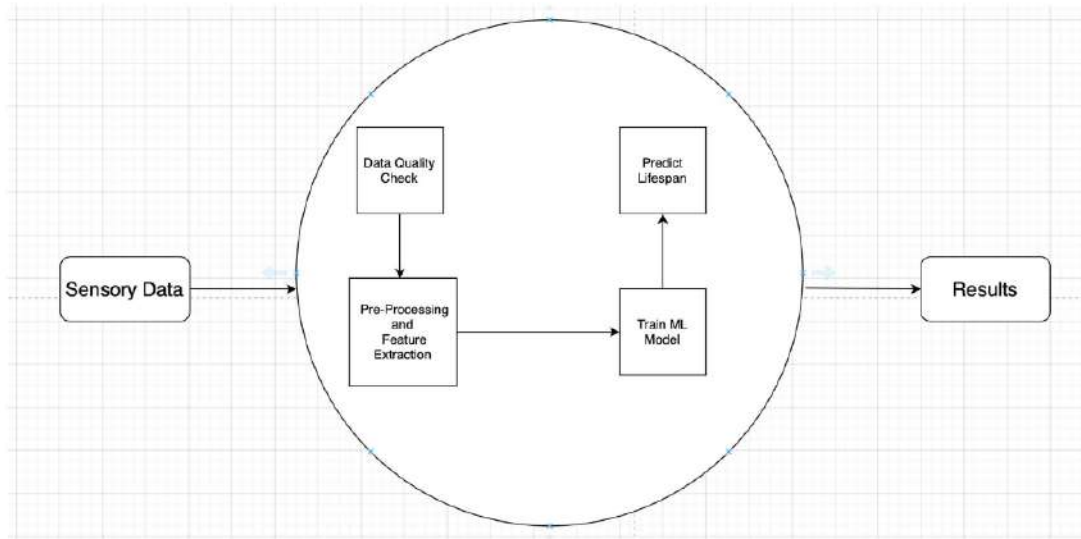 Sensory Data
Data Quality
Check
Pre-Processing
and
Feature
Extraction
Train ML
Model
Predict
Lifespan
Results